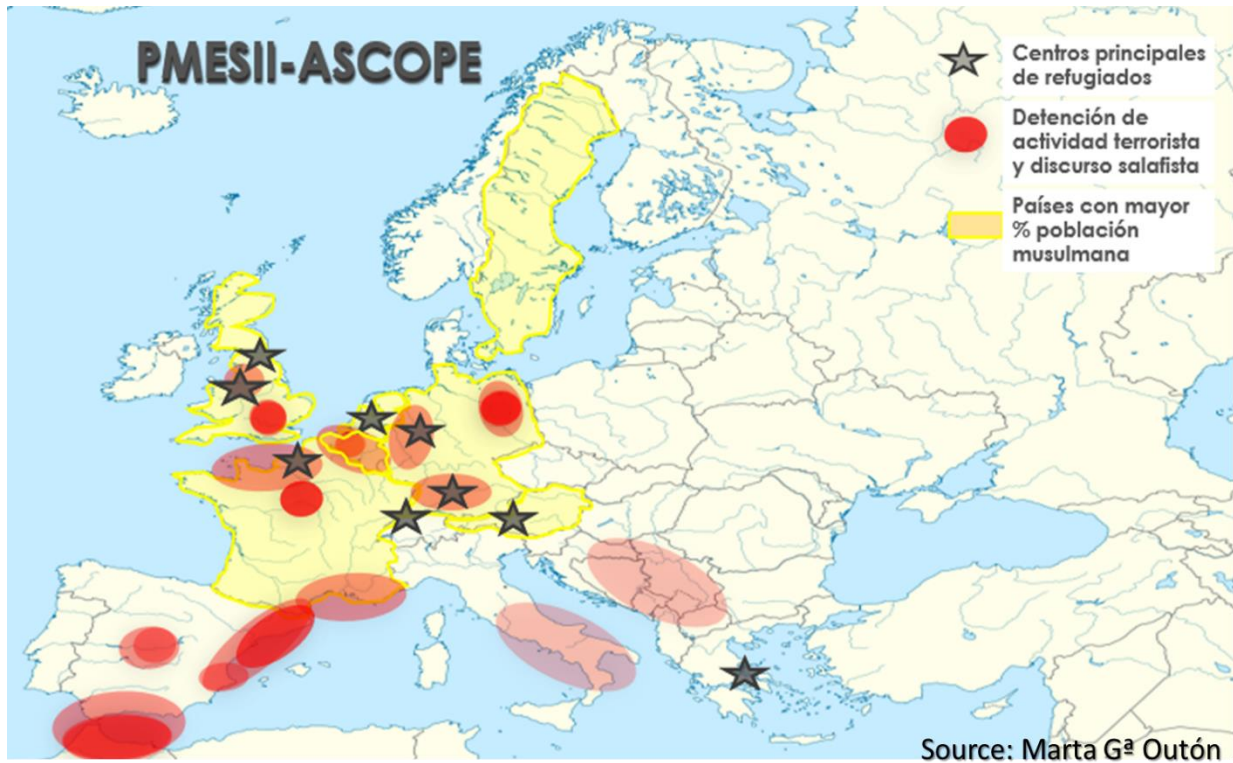 PMESII-ASCOPE
Centros principales
de refugiados
Detención de
actividad terrorista
y discurso salafista
Países con mayor
% población
musulmana
Source: Marta Gª Outón